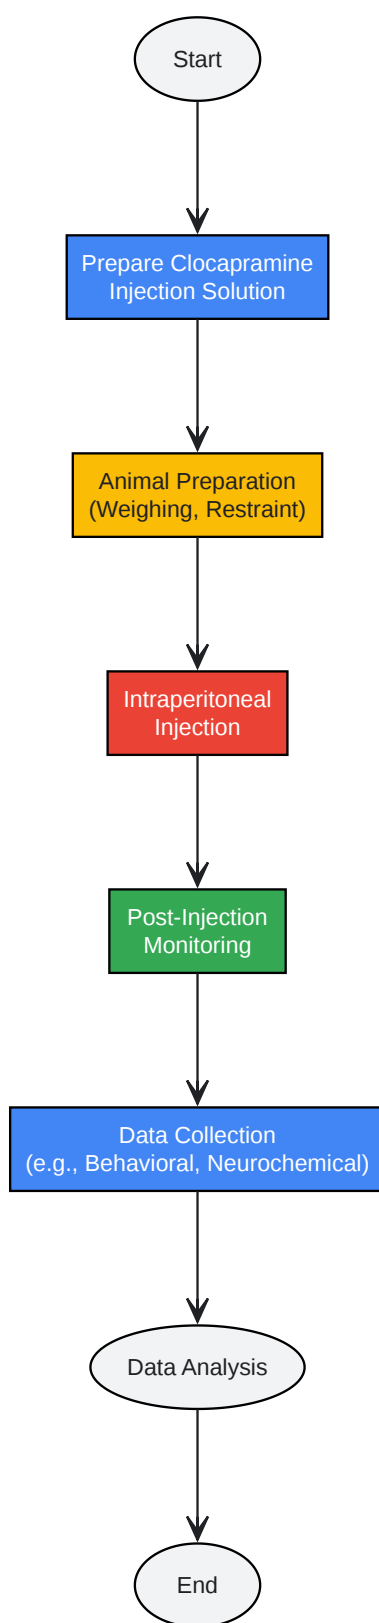 Start
Prepare Clocapramine
Injection Solution
Animal Preparation
(Weighing, Restraint)
Intraperitoneal
Injection
Post-Injection
Monitoring
Data Collection
(e.g., Behavioral, Neurochemical)
Data Analysis
End